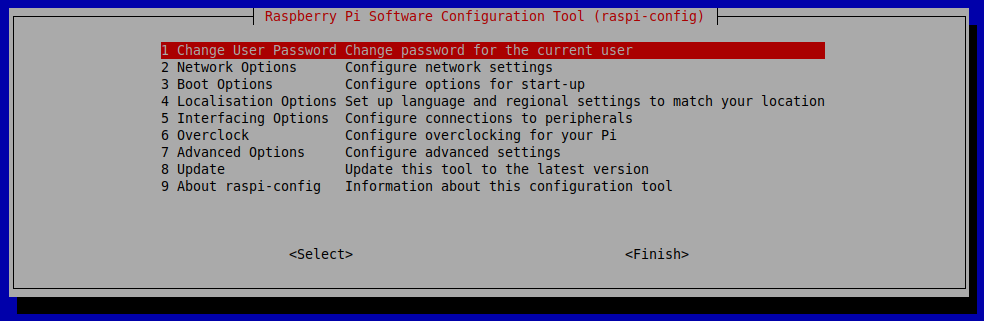 Raspberry Pi Software Configuration Tool (raspi-config)
1 Change User Password Change password for the current user
2 Network Options Configure network settings
3 Boot Options Configure options for start-up
4 Localisation Options Set up language and regional settings to match your location
5 Interfacing Options Configure connections to peripherals
6 Overclock Configure overclocking for your Pi
7 Advanced Options Configure advanced settings
8 Update Update this tool to the latest version
9 About raspi-config Information about this configuration tool
<Select> <Finish>